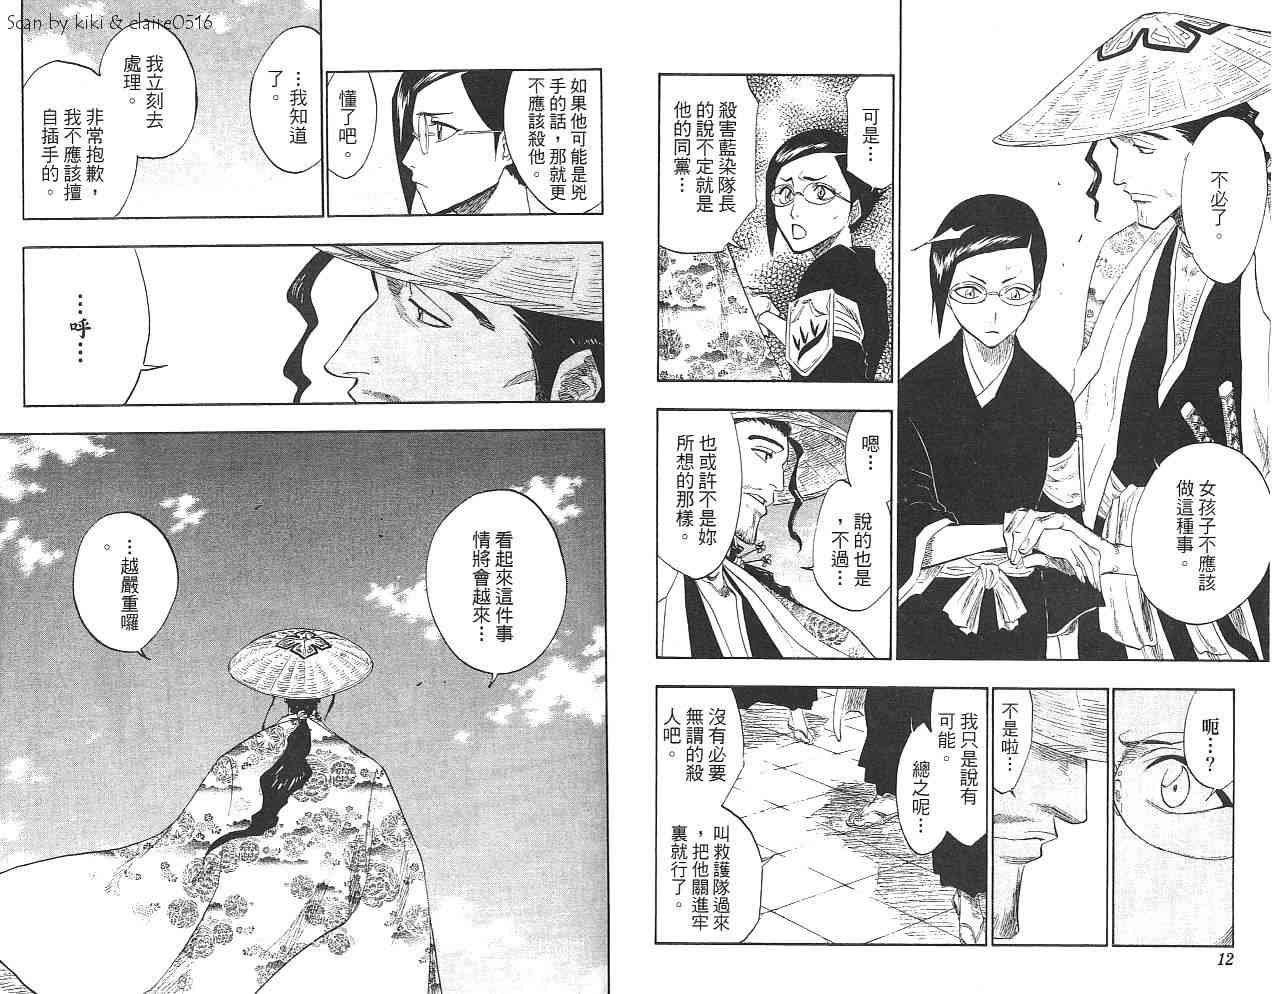 Scan by kiki & elaire0516
不必了。
女孩子不應該
做這種事。
可是…
殺害藍染隊長
的說不定就是
他的同黨…
嗯…
說的也是
，不過…
也或許不是妳
所想的那樣。
呃…?
不是啦…
我只是說有
可能。
總之呢…
沒有必要
無謂的殺
人吧。
叫救護隊過來
，把他關進牢
裏就行了。
12
如果他可能是兇
手的話，那就更
不應該殺他。
懂了吧。
…我知道
了。
我立刻去
處理。
非常抱歉，
我不應該擅
自插手的。
…呼…
看起來這件事
情將會越來…
…越嚴重囉
。